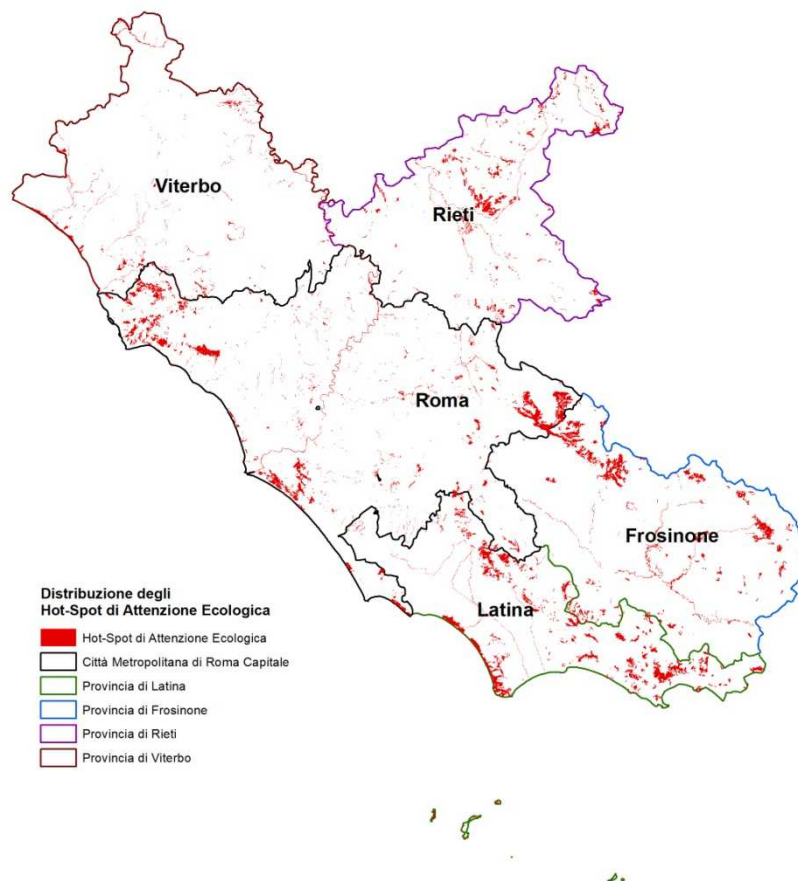 Viterbo
Rieti
Roma
Frosinone
Latina
Distribuzione degli
Hot-Spot di Attenzione Ecologica
Hot-Spot di Attenzione Ecologica
Città Metropolitana di Roma Capitale
Provincia di Latina
Provincia di Frosinone
Provincia di Rieti
Provincia di Viterbo